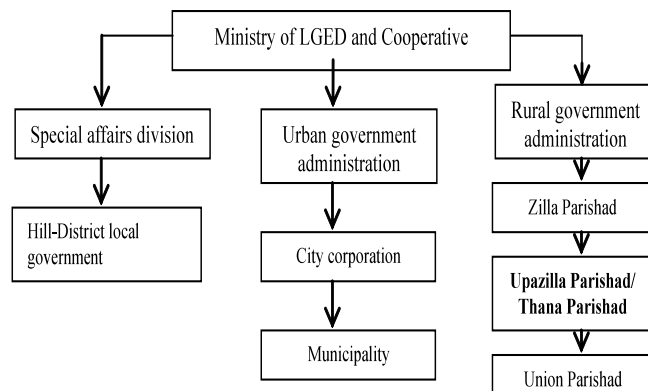 Ministry of LGED and Cooperative
Special affairs division
Hill-District local
government
Urban government
administration
City corporation
Municipality
Rural government
administration
Zilla Parishad
Upazilla Parishad/
Thana Parishad
Union Parishad